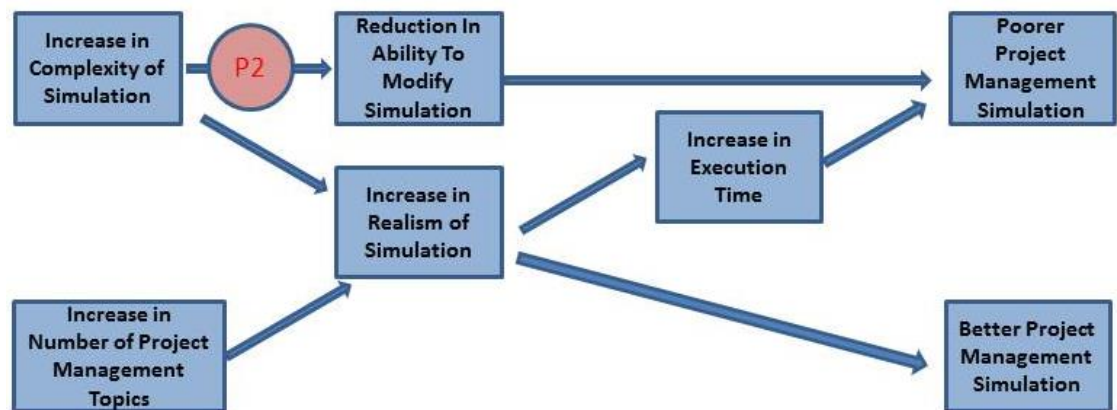 Increase in
Complexity of
Simulation
P2
Reduction In
Ability To
Modify
Simulation
Poorer
Project
Management
Simulation
Increase in
Execution
Time
Increase in
Realism of
Simulation
Increase in
Number of Project
Management
Topics
Better Project
Management
Simulation